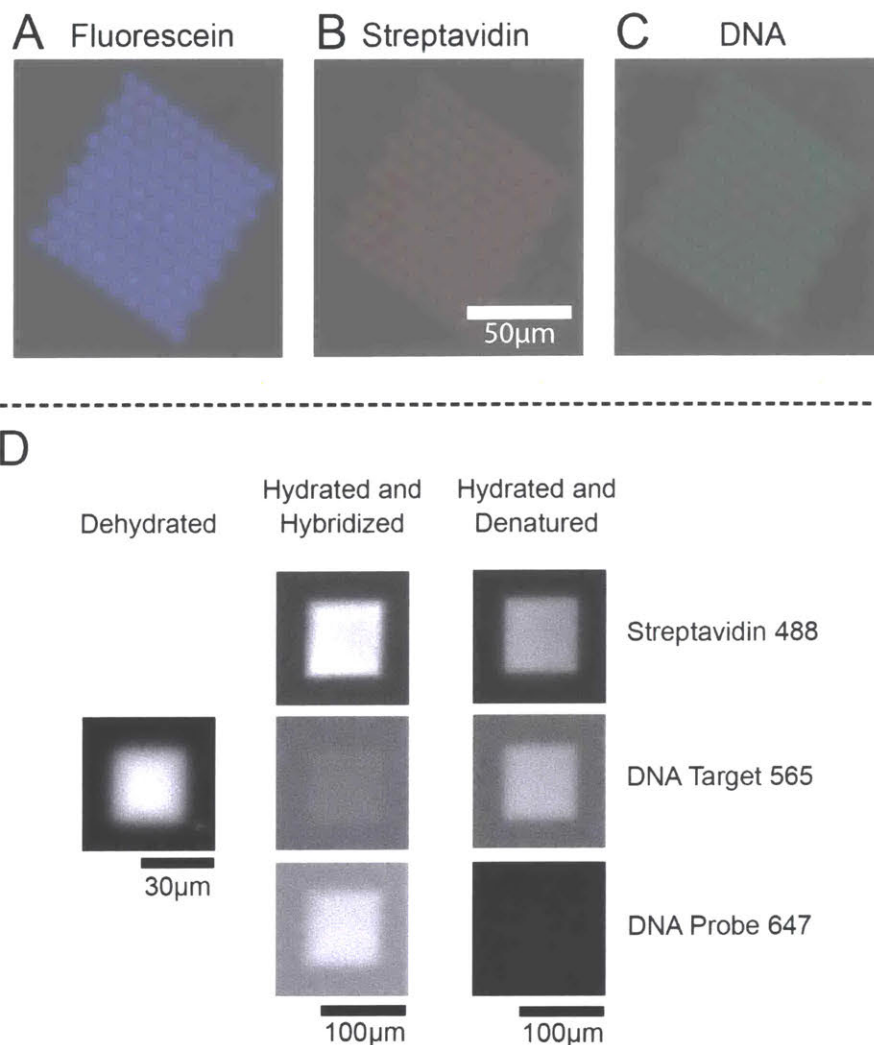 A Fluorescein
B Streptavidin
C DNA
50µm
D
Dehydrated
Hydrated and
Hybridized
Hydrated and
Denatured
Streptavidin 488
DNA Target 565
30µm
DNA Probe 647
100µm
100µm